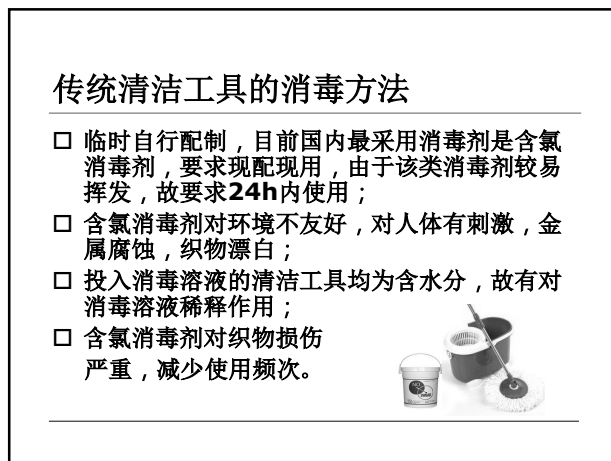 传统清洁工具的消毒方法
□ 临时自行配制，目前国内最采用消毒剂是含氯
消毒剂，要求现配现用，由于该类消毒剂较易
挥发，故要求24h内使用；
□ 含氯消毒剂对环境不友好，对人体有刺激，金
属腐蚀，织物漂白；
□ 投入消毒溶液的清洁工具均为含水分，故有对
消毒溶液稀释作用；
□ 含氯消毒剂对织物损伤
严重，减少使用频次。